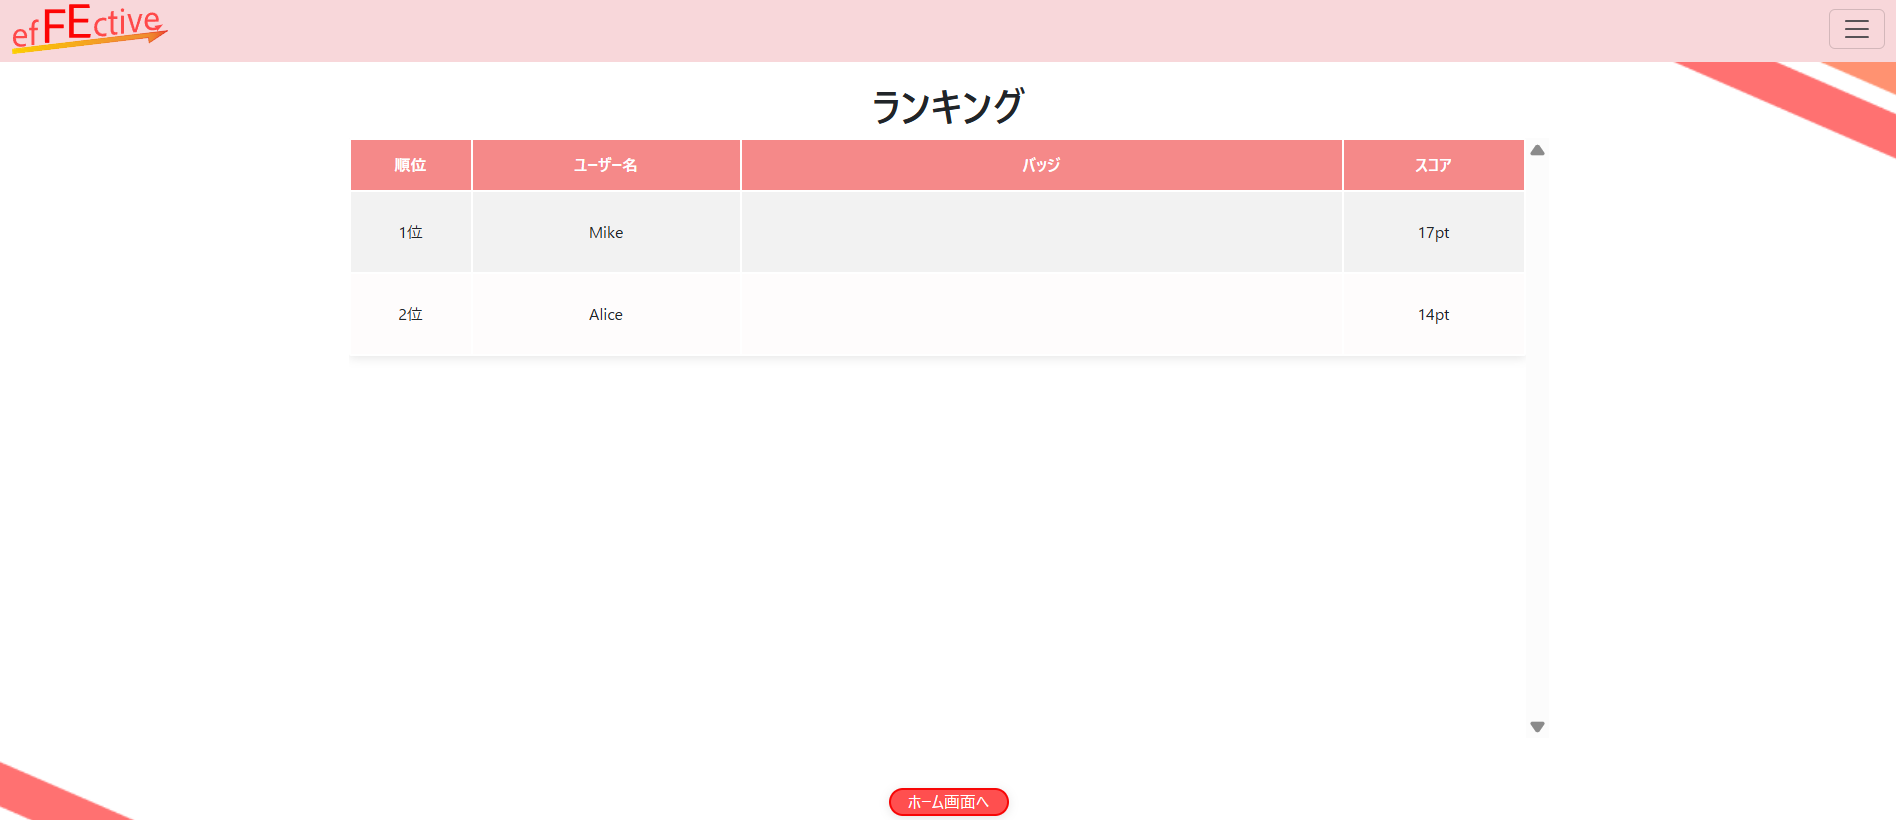 efFEctive
ランキング
順位 ユーザー名 バッジ スコア
1位 Mike 17pt
2位 Alice 14pt
ホーム画面へ